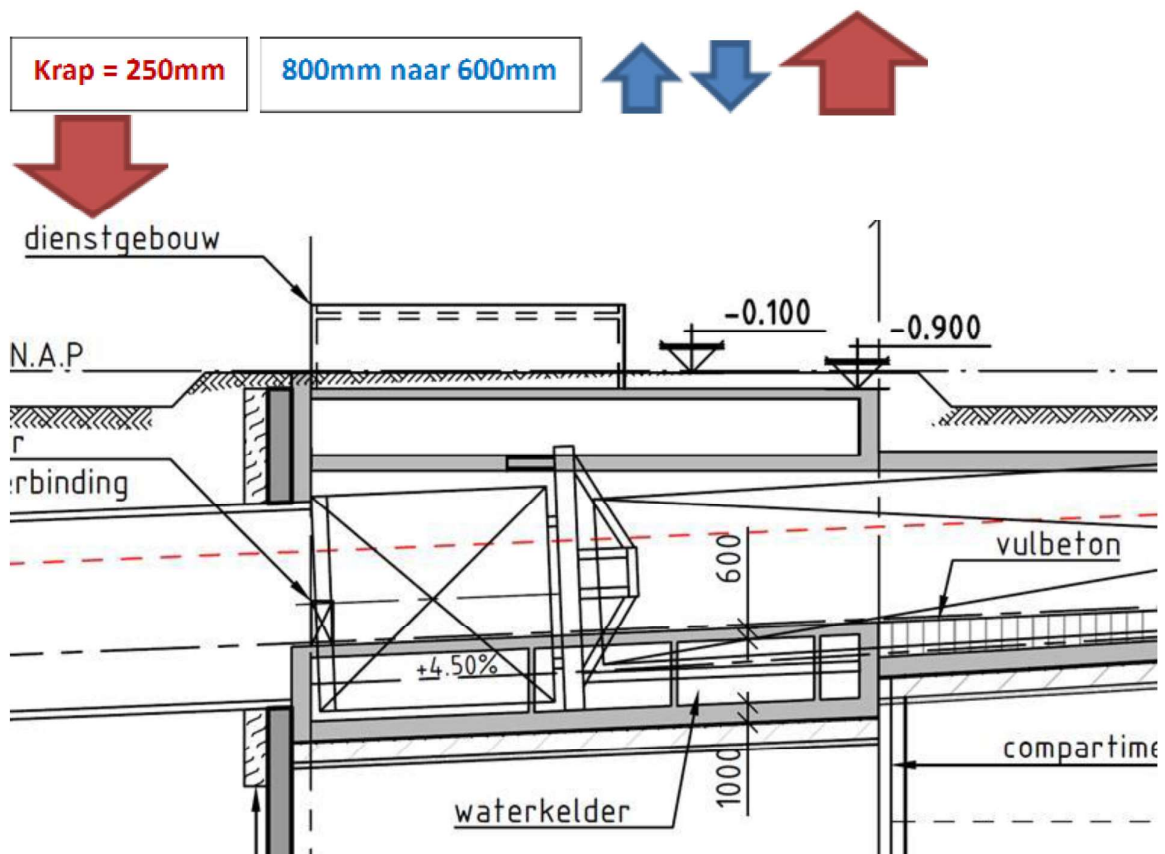 Krap = 250mm
800mm naar 600mm
dienstgebouw
-0.100
-0.900
N.A.P
r
erbinding
600
vulbeton
+4.50%
1000
compartime
waterkelder